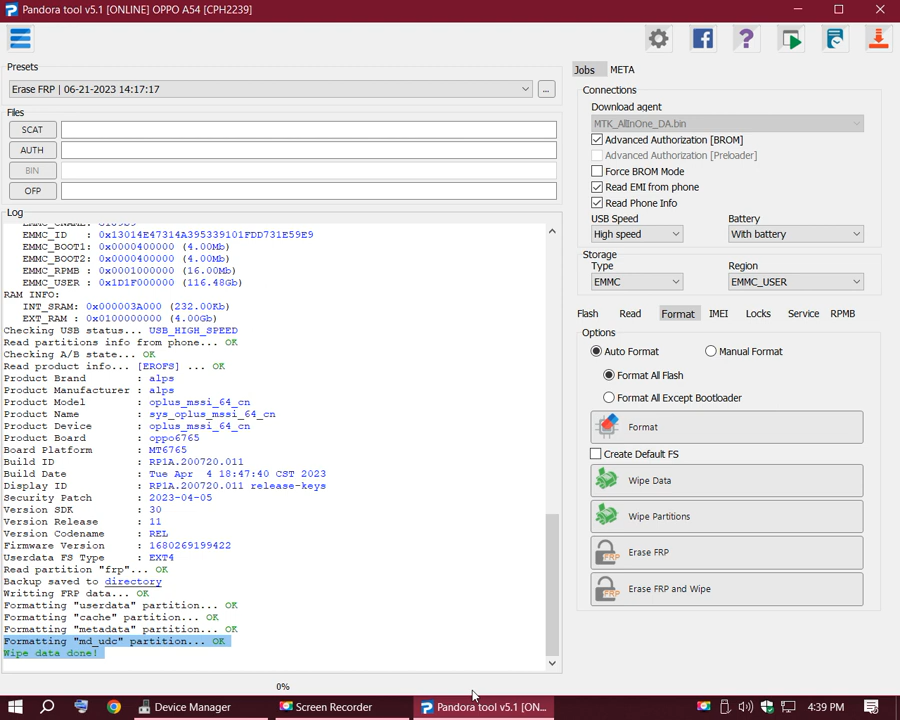 Pandora tool v5.1 [ONLINE] OPPO A54 [CPH2239]
Presets
Erase FRP | 06-21-2023 14:17:17
...
Files
SCAT
AUTH
BIN
OFP
Log
EMMC_ID : 0x13014E47314A395339101FDD731E59E9
EMMC_BOOT1: 0x0000400000 (4.00Mb)
EMMC_BOOT2: 0x0000400000 (4.00Mb)
EMMC_RPMB : 0x0001000000 (16.00Mb)
EMMC_USER : 0x1D1F000000 (116.48Gb)
RAM INFO:
INT_SRAM: 0x000003A000 (232.00Kb)
EXT_RAM : 0x0100000000 (4.00Gb)
Checking USB status... USB_HIGH_SPEED
Read partitions info from phone... OK
Checking A/B state... OK
Read product info... [EROFS] ... OK
Product Brand : alps
Product Manufacturer : alps
Product Model : oplus_mssi_64_cn
Product Name : sys_oplus_mssi_64_cn
Product Device : oplus_mssi_64_cn
Product Board : oppo6765
Board Platform : MT6765
Build ID : RP1A.200720.011
Build Date : Tue Apr 4 18:47:40 CST 2023
Display ID : RP1A.200720.011 release-keys
Security Patch : 2023-04-05
Version SDK : 30
Version Release : 11
Version Codename : REL
Firmware Version : 1680269199422
Userdata FS Type : EXT4
Read partition "frp"... OK
Backup saved to directory
Writting FRP data... OK
Formatting "userdata" partition... OK
Formatting "cache" partition... OK
Formatting "metadata" partition... OK
Formatting "md_udc" partition... OK
Wipe data done!
0%
Jobs META
Connections
Download agent
MTK_AllInOne_DA.bin
Advanced Authorization [BROM]
Advanced Authorization [Preloader]
Force BROM Mode
Read EMI from phone
Read Phone Info
USB Speed Battery
High speed With battery
Storage
Type Region
EMMC EMMC_USER
Flash Read Format IMEI Locks Service RPMB
Options
Auto Format Manual Format
Format All Flash
Format All Except Bootloader
Format
Create Default FS
Wipe Data
Wipe Partitions
Erase FRP
Erase FRP and Wipe
Device Manager Screen Recorder Pandora tool v5.1 [ON... 4:39 PM